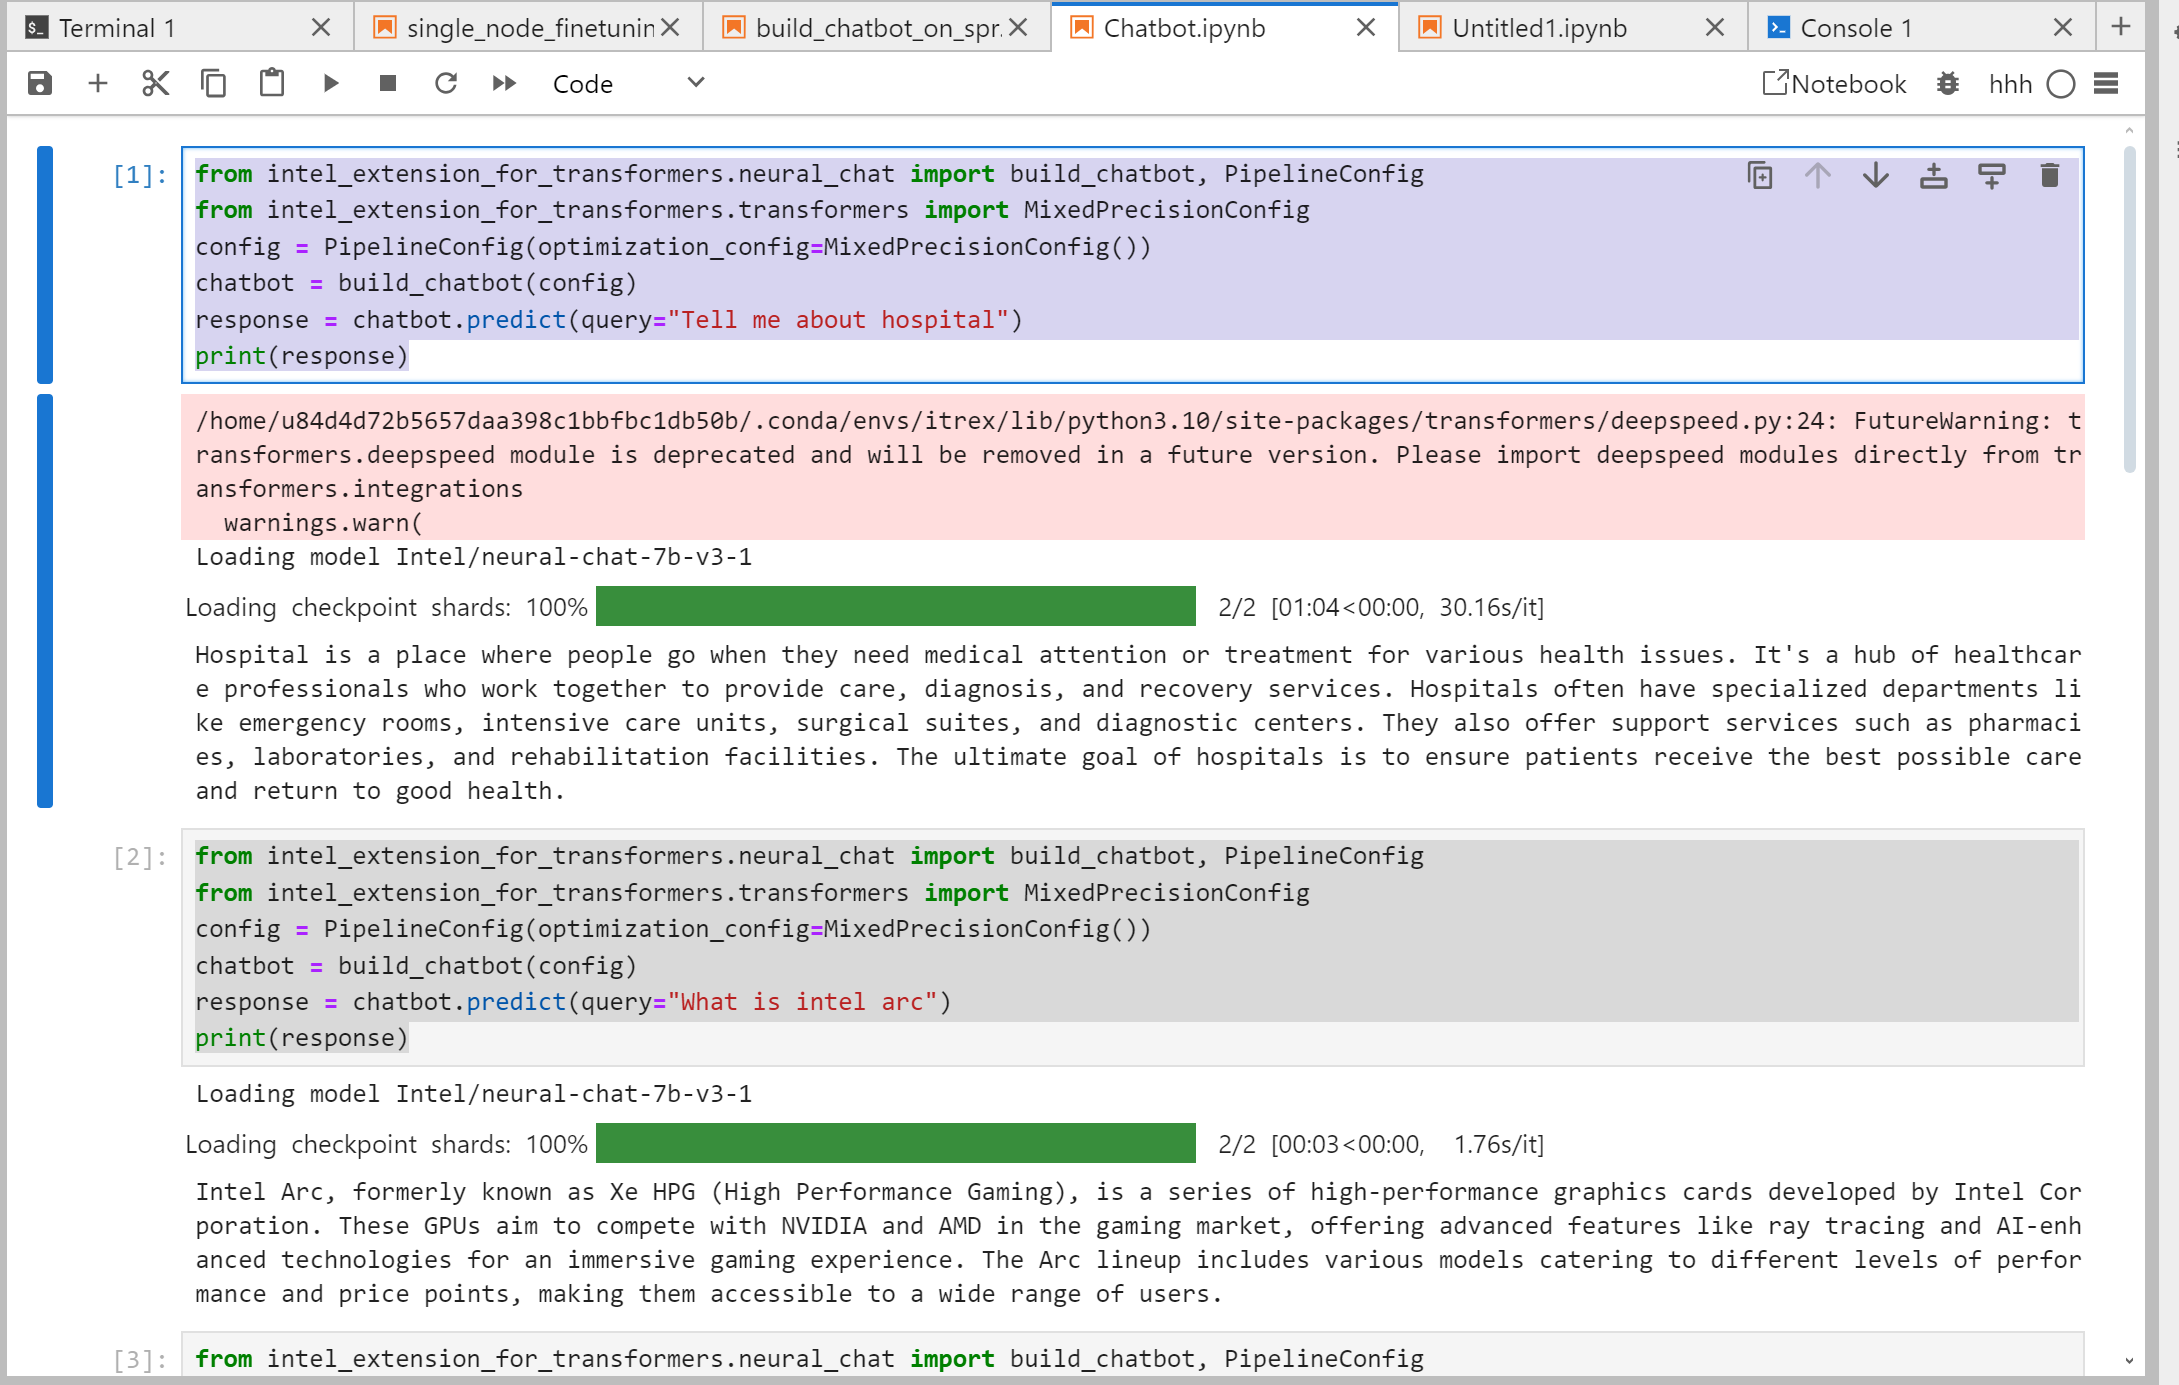 Terminal 1
single_node_finetunin
build_chatbot_on_spr.
Chatbot.ipynb
Untitled1.ipynb
Console 1
Code
Notebook
hhh
[1]:
from intel_extension_for_transformers.neural_chat import build_chatbot, PipelineConfig
from intel_extension_for_transformers.transformers import MixedPrecisionConfig
config = PipelineConfig(optimization_config=MixedPrecisionConfig())
chatbot = build_chatbot(config)
response = chatbot.predict(query="Tell me about hospital")
print(response)
/home/u84d4d72b5657daa398c1bbfbc1db50b/.conda/envs/itrex/lib/python3.10/site-packages/transformers/deepspeed.py:24: FutureWarning: t
ransformers.deepspeed module is deprecated and will be removed in a future version. Please import deepspeed modules directly from tr
ansformers.integrations
warnings.warn(
Loading model Intel/neural-chat-7b-v3-1
Loading checkpoint shards: 100% 2/2 [01:04<00:00, 30.16s/it]
Hospital is a place where people go when they need medical attention or treatment for various health issues. It's a hub of healthcar
e professionals who work together to provide care, diagnosis, and recovery services. Hospitals often have specialized departments li
ke emergency rooms, intensive care units, surgical suites, and diagnostic centers. They also offer support services such as pharmaci
es, laboratories, and rehabilitation facilities. The ultimate goal of hospitals is to ensure patients receive the best possible care
and return to good health.
[2]:
from intel_extension_for_transformers.neural_chat import build_chatbot, PipelineConfig
from intel_extension_for_transformers.transformers import MixedPrecisionConfig
config = PipelineConfig(optimization_config=MixedPrecisionConfig())
chatbot = build_chatbot(config)
response = chatbot.predict(query="What is intel arc")
print(response)
Loading model Intel/neural-chat-7b-v3-1
Loading checkpoint shards: 100% 2/2 [00:03<00:00, 1.76s/it]
Intel Arc, formerly known as Xe HPG (High Performance Gaming), is a series of high-performance graphics cards developed by Intel Cor
poration. These GPUs aim to compete with NVIDIA and AMD in the gaming market, offering advanced features like ray tracing and AI-enh
anced technologies for an immersive gaming experience. The Arc lineup includes various models catering to different levels of perfor
mance and price points, making them accessible to a wide range of users.
[3]:
from intel_extension_for_transformers.neural_chat import build_chatbot, PipelineConfig